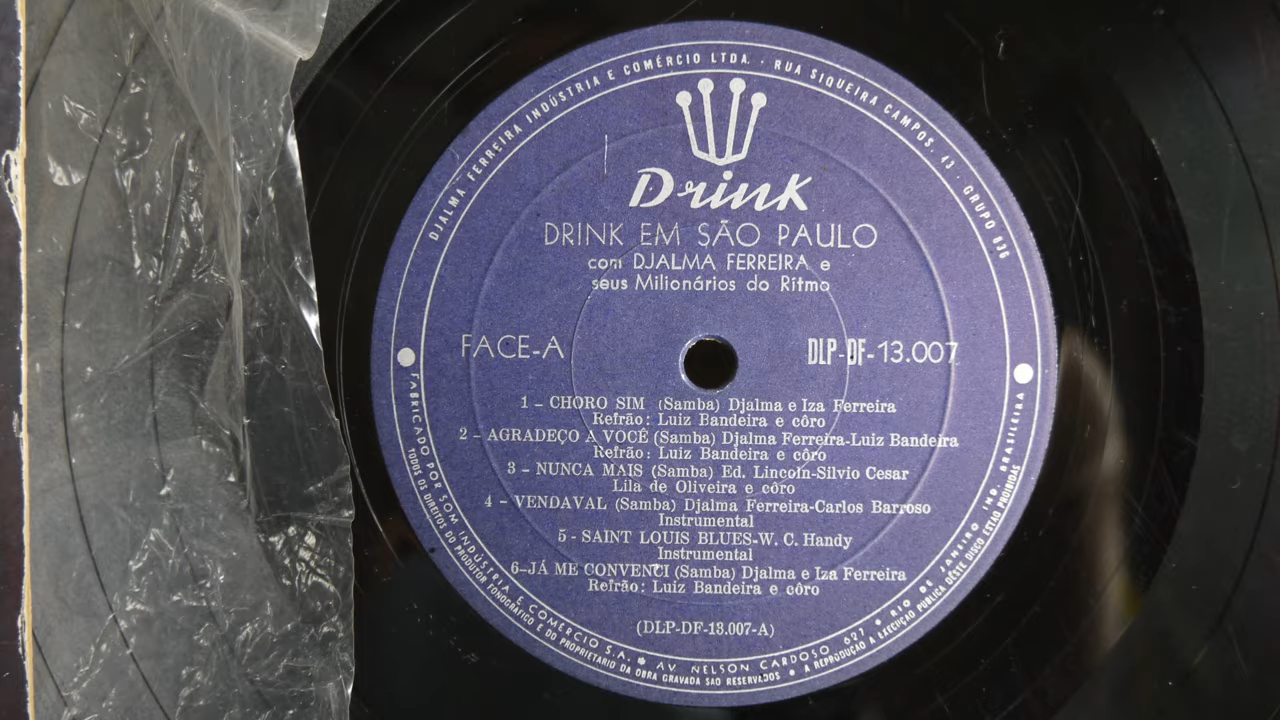 DJALMA FERREIRA INDÚSTRIA E COMÉRCIO LTDA. · RUA SIQUEIRA CAMPOS, 43 · GRUPO 836
Drink
DRINK EM SÃO PAULO
com DJALMA FERREIRA e
seus Milionários do Rítmo
FACE-A
DLP-DF-13.007
1 – CHORO SIM (Samba) Djalma e Iza Ferreira
Refrão: Luiz Bandeira e côro
2 – AGRADEÇO A VOCÊ (Samba) Djalma Ferreira-Luiz Bandeira
Refrão: Luiz Bandeira e côro
3 – NUNCA MAIS (Samba) Ed. Lincoln-Silvio Cesar
Lila de Oliveira e côro
4 – VENDAVAL (Samba) Djalma Ferreira-Carlos Barroso
Instrumental
5 - SAINT LOUIS BLUES-W. C. Handy
Instrumental
6–JÁ ME CONVENCI (Samba) Djalma e Iza Ferreira
Refrão: Luiz Bandeira e côro
(DLP-DF-13.007-A)
FABRICADO POR SOM INDÚSTRIA E COMÉRCIO S.A. • AV. NELSON CARDOSO 627 • RIO DE JANEIRO IND. BRASILEIRA
TODOS OS DIREITOS DO PRODUTOR FONOGRÁFICO E DO PROPRIETARIO DA OBRA GRAVADA SAO RESERVADOS • A REPRODUÇÃO A EXECUÇAO PUBLICA DÊSTE DISCO ESTÃO PROIBIDAS